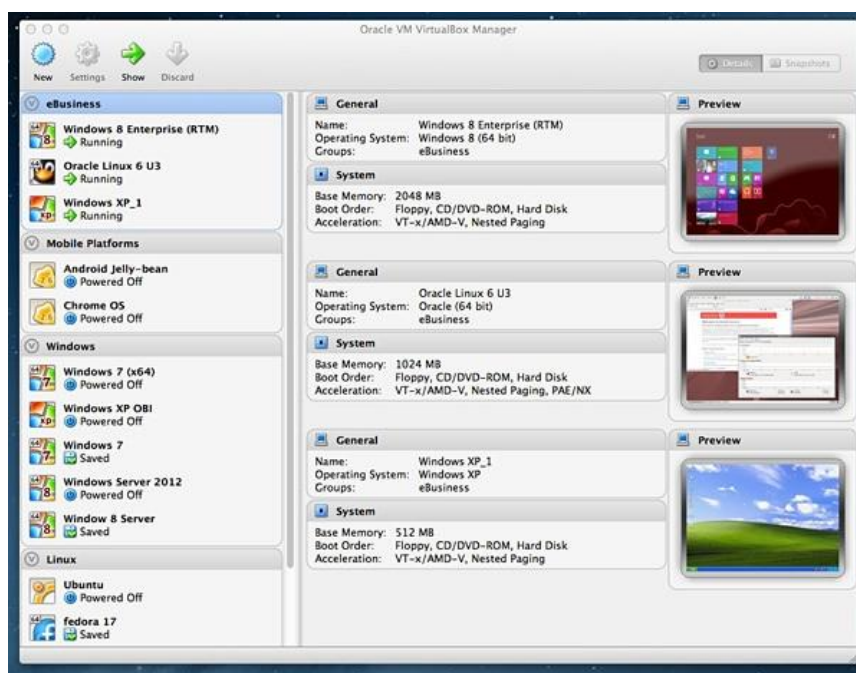 Oracle VM VirtualBox Manager
New Settings Show Discard
Details Snapshots
eBusiness
Windows 8 Enterprise (RTM)
Running
Oracle Linux 6 U3
Running
Windows XP_1
Running
Mobile Platforms
Android Jelly-bean
Powered Off
Chrome OS
Powered Off
Windows
Windows 7 (x64)
Powered Off
Windows XP OBI
Powered Off
Windows 7
Saved
Windows Server 2012
Powered Off
Window 8 Server
Saved
Linux
Ubuntu
Powered Off
fedora 17
Saved
General
Name: Windows 8 Enterprise (RTM)
Operating System: Windows 8 (64 bit)
Groups: eBusiness
System
Base Memory: 2048 MB
Boot Order: Floppy, CD/DVD-ROM, Hard Disk
Acceleration: VT-x/AMD-V, Nested Paging
Preview
General
Name: Oracle Linux 6 U3
Operating System: Oracle (64 bit)
Groups: eBusiness
System
Base Memory: 1024 MB
Boot Order: Floppy, CD/DVD-ROM, Hard Disk
Acceleration: VT-x/AMD-V, Nested Paging, PAE/NX
Preview
General
Name: Windows XP_1
Operating System: Windows XP
Groups: eBusiness
System
Base Memory: 512 MB
Boot Order: Floppy, CD/DVD-ROM, Hard Disk
Acceleration: VT-x/AMD-V, Nested Paging
Preview